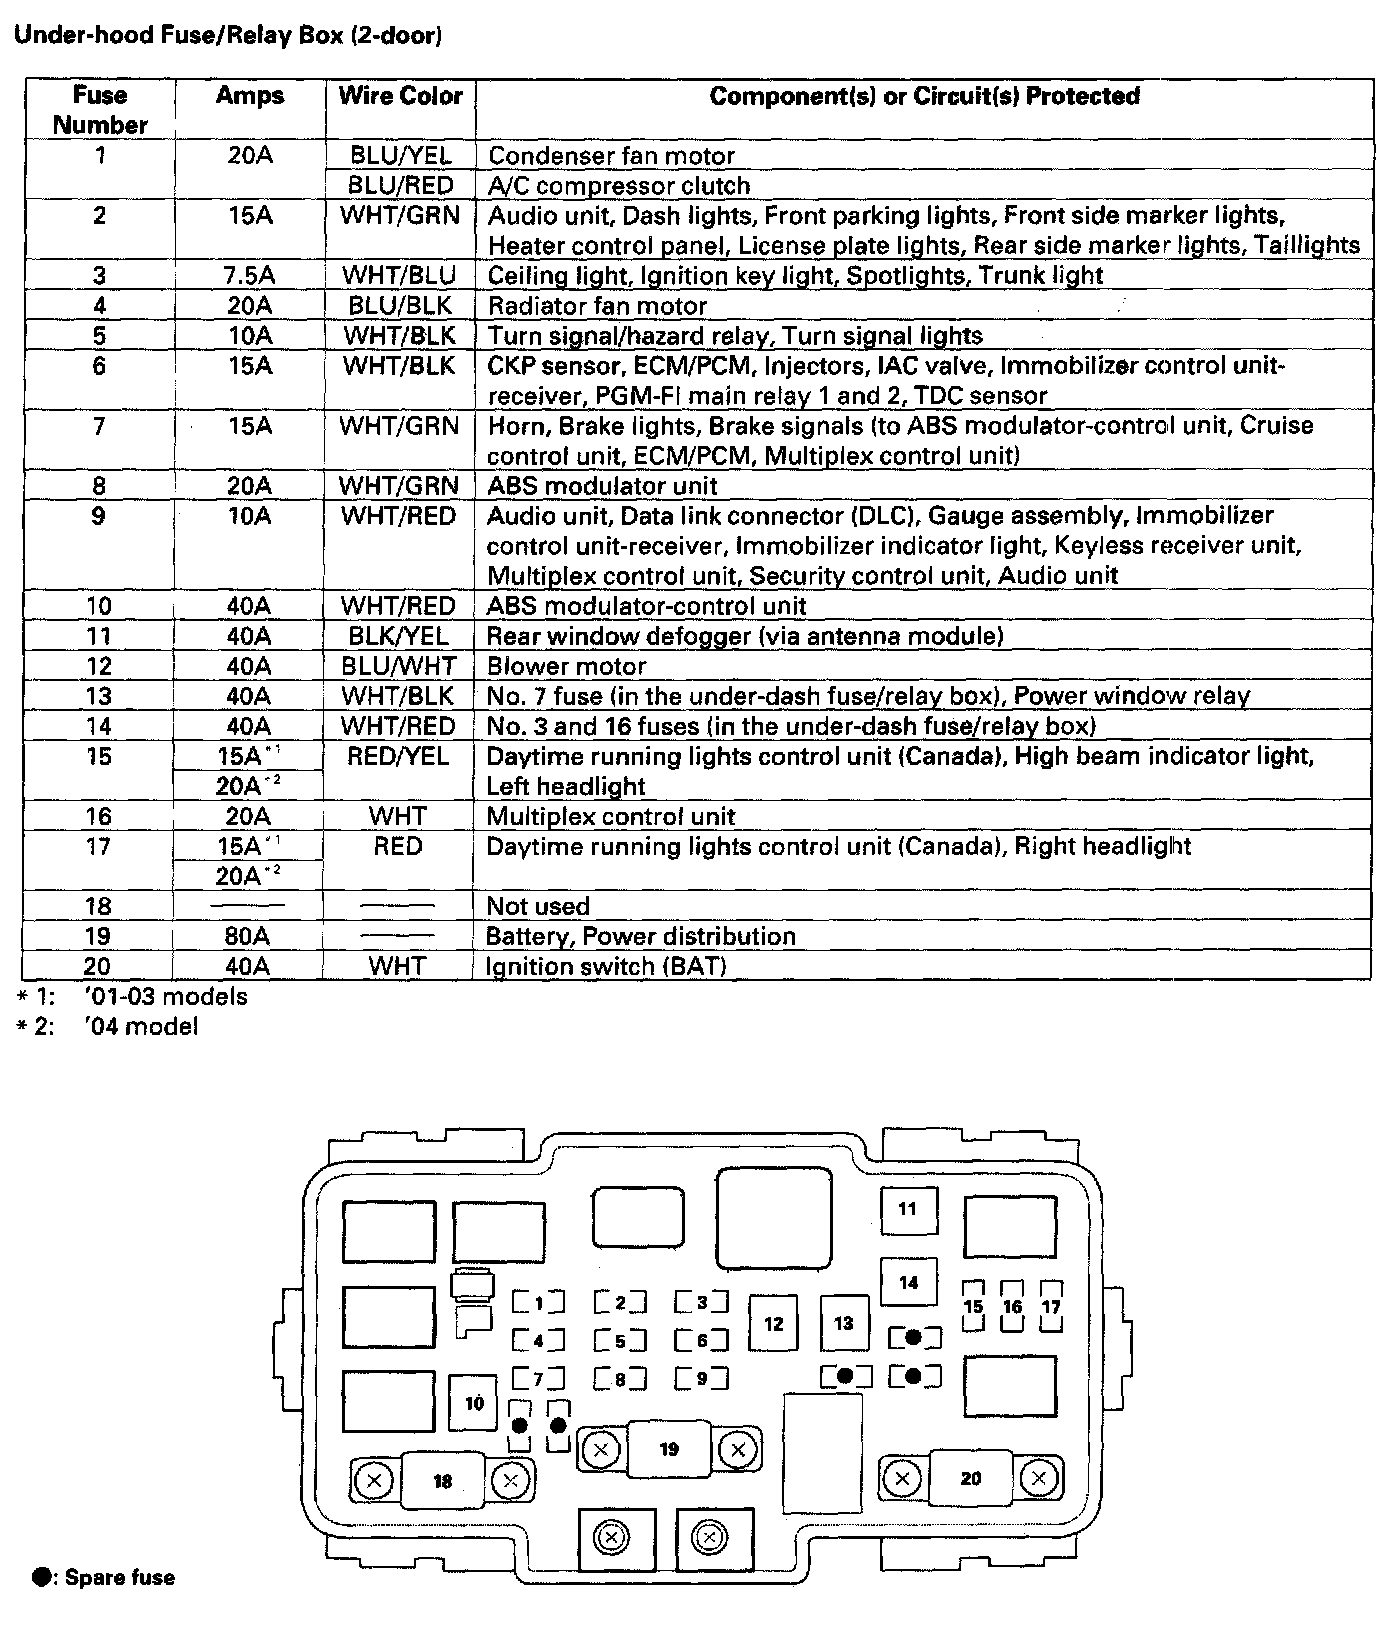 Under-hood Fuse/Relay Box (2-door)
Fuse Number Amps Wire Color Component(s) or Circuit(s) Protected
1 20A BLU/YEL Condenser fan motor
BLU/RED A/C compressor clutch
2 15A WHT/GRN Audio unit, Dash lights, Front parking lights, Front side marker lights,
Heater control panel, License plate lights, Rear side marker lights, Taillights
3 7.5A WHT/BLU Ceiling light, Ignition key light, Spotlights, Trunk light
4 20A BLU/BLK Radiator fan motor
5 10A WHT/BLK Turn signal/hazard relay, Turn signal lights
6 15A WHT/BLK CKP sensor, ECM/PCM, Injectors, IAC valve, Immobilizer control unit-
receiver, PGM-FI main relay 1 and 2, TDC sensor
7 15A WHT/GRN Horn, Brake lights, Brake signals (to ABS modulator-control unit, Cruise
control unit, ECM/PCM, Multiplex control unit)
8 20A WHT/GRN ABS modulator unit
9 10A WHT/RED Audio unit, Data link connector (DLC), Gauge assembly, Immobilizer
control unit-receiver, Immobilizer indicator light, Keyless receiver unit,
Multiplex control unit, Security control unit, Audio unit
10 40A WHT/RED ABS modulator-control unit
11 40A BLK/YEL Rear window defogger (via antenna module)
12 40A BLU/WHT Blower motor
13 40A WHT/BLK No. 7 fuse (in the under-dash fuse/relay box), Power window relay
14 40A WHT/RED No. 3 and 16 fuses (in the under-dash fuse/relay box)
15 15A*1 RED/YEL Daytime running lights control unit (Canada), High beam indicator light,
20A*2 Left headlight
16 20A WHT Multiplex control unit
17 15A*1 RED Daytime running lights control unit (Canada), Right headlight
20A*2
18 —— —— Not used
19 80A —— Battery, Power distribution
20 40A WHT Ignition switch (BAT)
* 1: '01-03 models
* 2: '04 model
11
14
1 2 3
15 16 17
12 13
4 5 6
7 8 9
10
19
18
20
●: Spare fuse